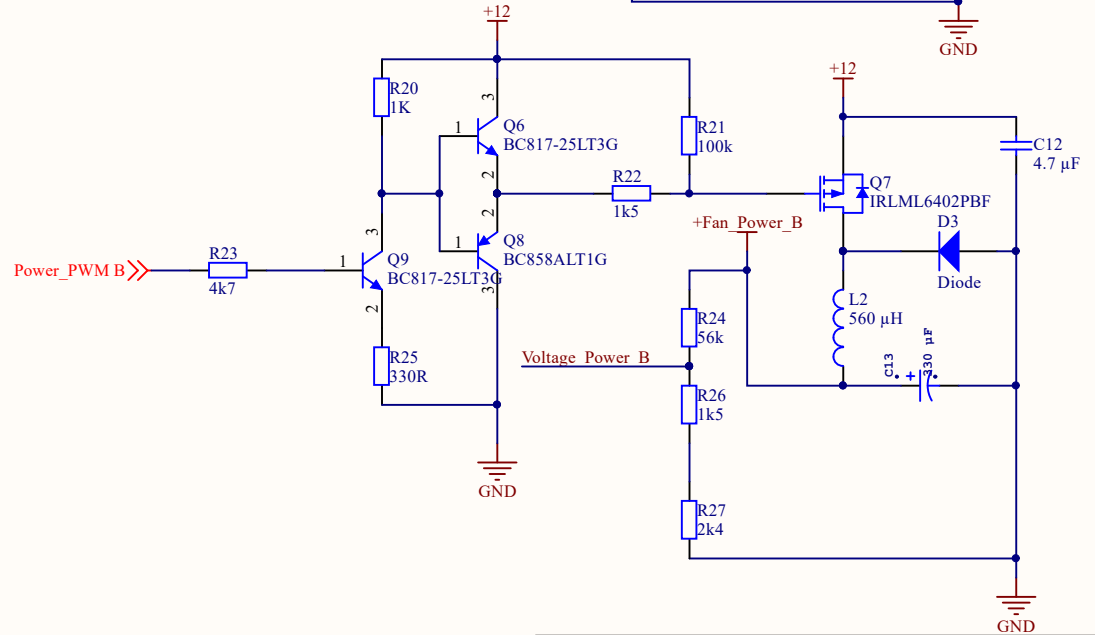 +12
GND
R20
1K
3
1
Q6
BC817-25LT3G
2
R21
100k
+12
C12
4.7 µF
R22
1k5
Q7
IRLML6402PBF
+Fan_Power_B
D3
Diode
2
1
Q8
BC858ALT1G
3
3
Power_PWM B
R23
4k7
1
Q9
BC817-25LT3G
2
L2
560 µH
R24
56k
R25
330R
Voltage_Power_B
C13
+
330 µF
R26
1k5
GND
R27
2k4
GND